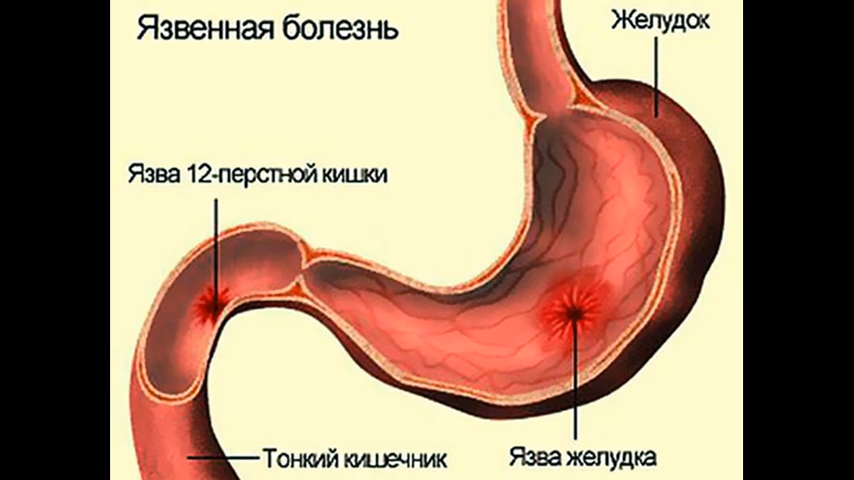 Язвенная болезнь
Желудок
Язва 12-перстной кишки
Тонкий кишечник
Язва желудка